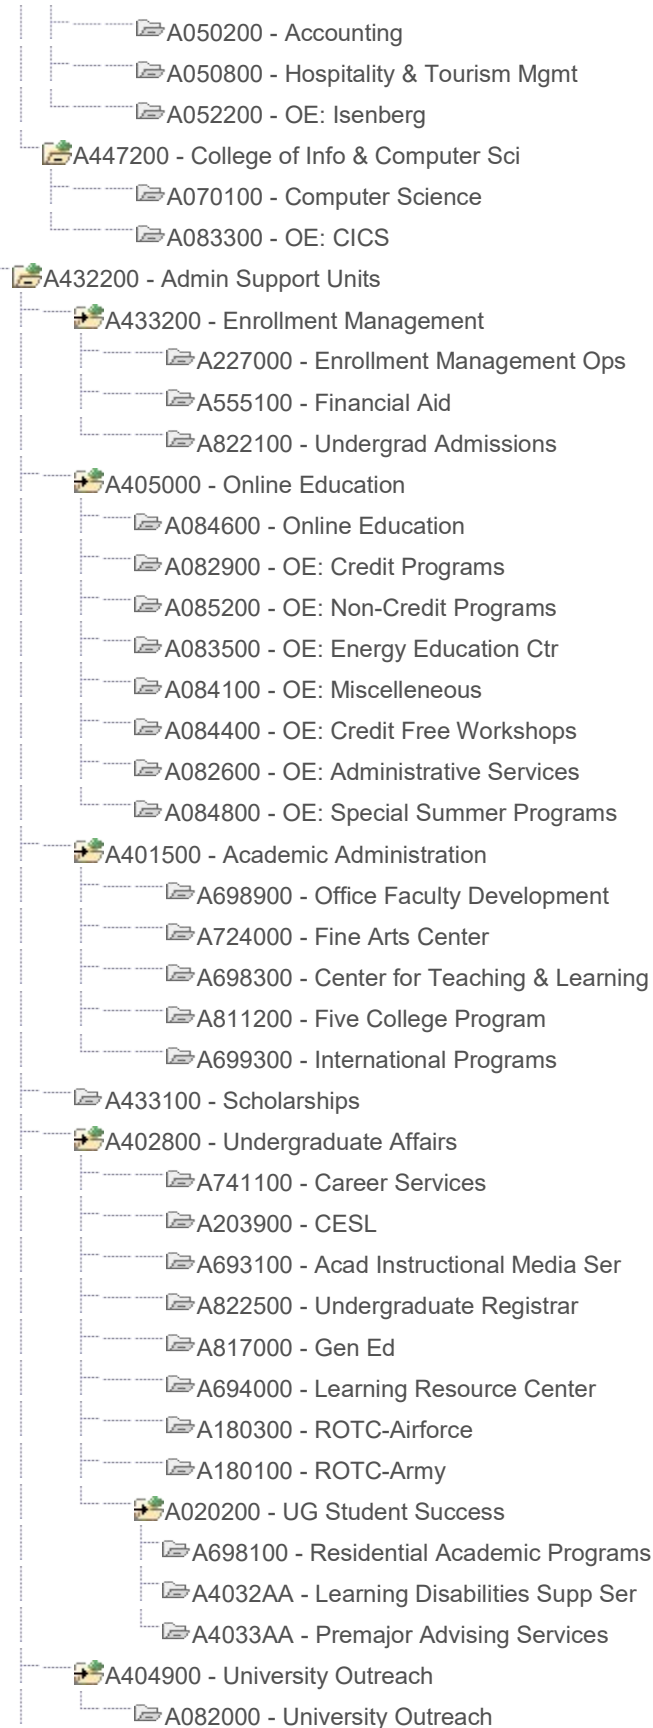 A050200 - Accounting
A050800 - Hospitality & Tourism Mgmt
A052200 - OE: Isenberg
A447200 - College of Info & Computer Sci
A070100 - Computer Science
A083300 - OE: CICS
A432200 - Admin Support Units
A433200 - Enrollment Management
A227000 - Enrollment Management Ops
A555100 - Financial Aid
A822100 - Undergrad Admissions
A405000 - Online Education
A084600 - Online Education
A082900 - OE: Credit Programs
A085200 - OE: Non-Credit Programs
A083500 - OE: Energy Education Ctr
A084100 - OE: Miscelleneous
A084400 - OE: Credit Free Workshops
A082600 - OE: Administrative Services
A084800 - OE: Special Summer Programs
A401500 - Academic Administration
A698900 - Office Faculty Development
A724000 - Fine Arts Center
A698300 - Center for Teaching & Learning
A811200 - Five College Program
A699300 - International Programs
A433100 - Scholarships
A402800 - Undergraduate Affairs
A741100 - Career Services
A203900 - CESL
A693100 - Acad Instructional Media Ser
A822500 - Undergraduate Registrar
A817000 - Gen Ed
A694000 - Learning Resource Center
A180300 - ROTC-Airforce
A180100 - ROTC-Army
A020200 - UG Student Success
A698100 - Residential Academic Programs
A4032AA - Learning Disabilities Supp Ser
A4033AA - Premajor Advising Services
A404900 - University Outreach
A082000 - University Outreach